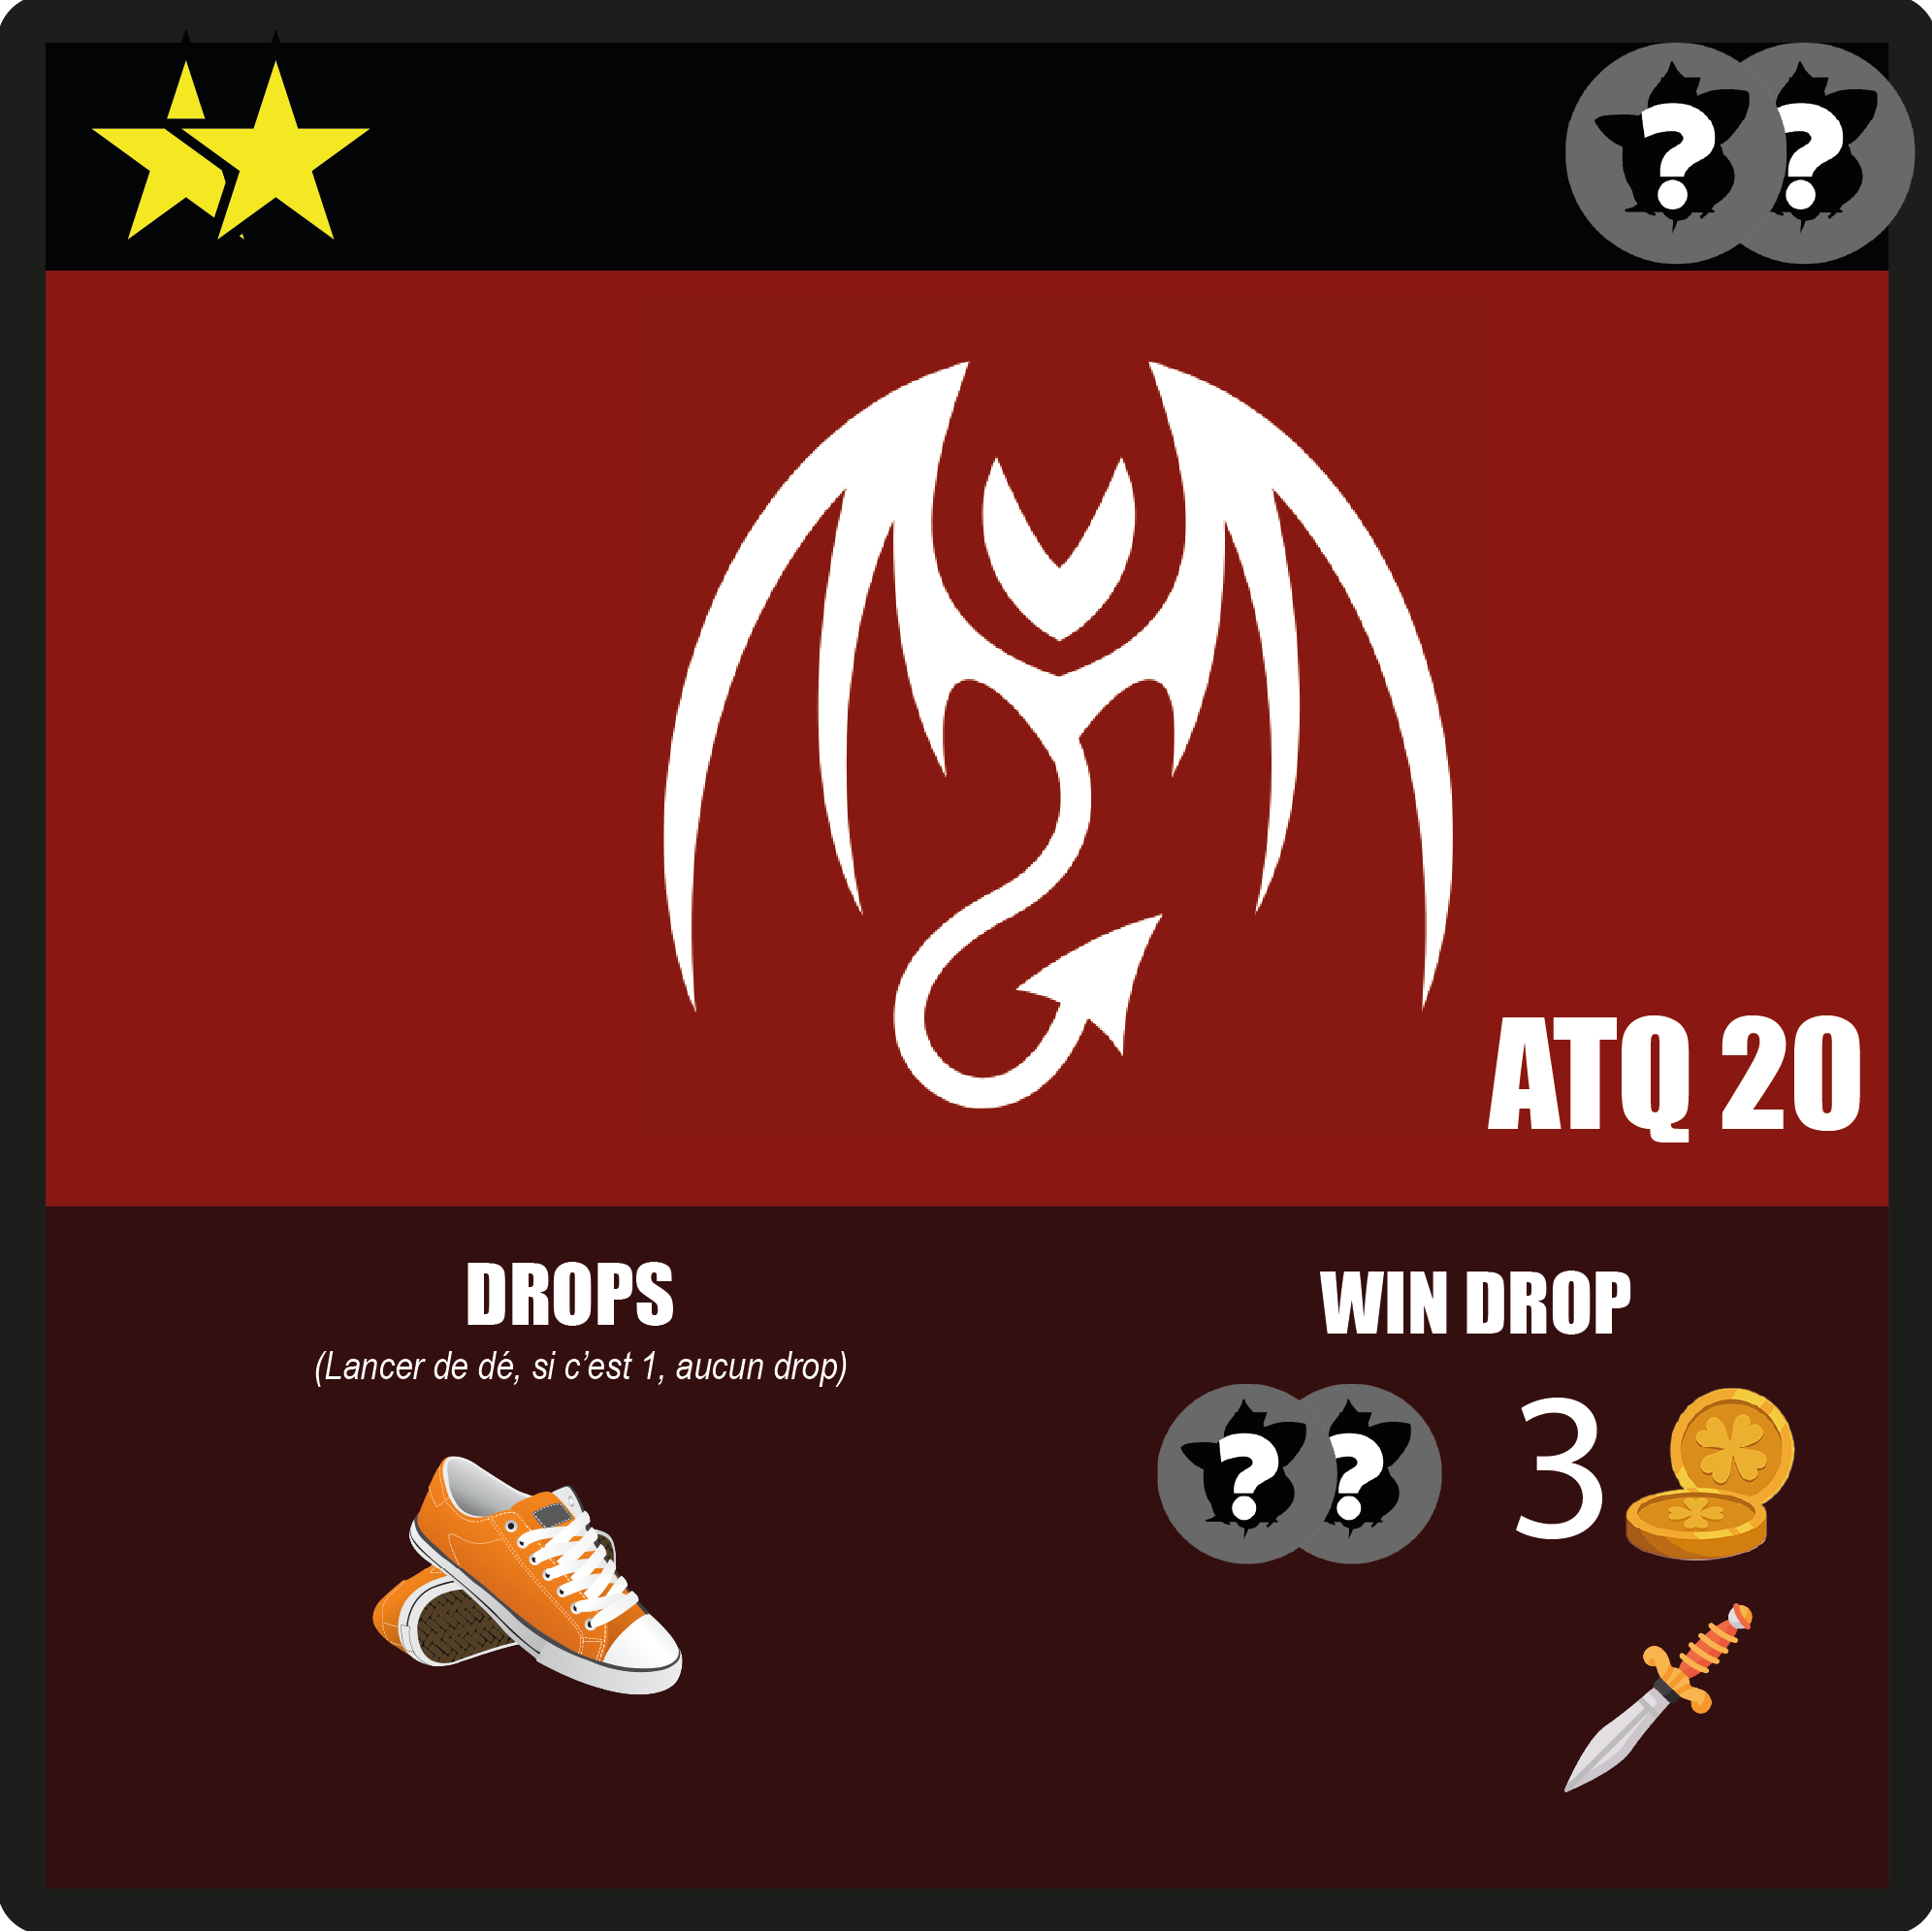 ? ?
ATQ 20
DROPS
(Lancer de dé, si c’est 1, aucun drop)
WIN DROP
? ? 3